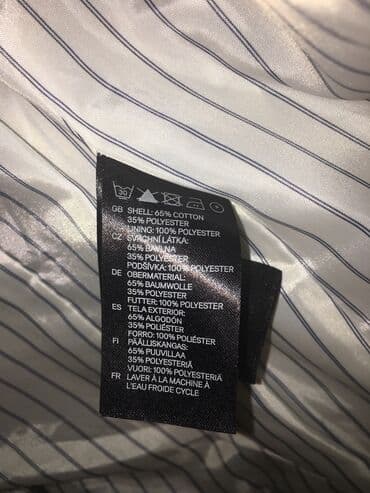 30
GB SHELL: 65% COTTON
35% POLYESTER
LINING: 100% POLYESTER
CZ SVRCHNÍ LÁTKA:
65% BAVLNA
35% POLYESTER
PODŠÍVKA: 100% POLYESTER
DE OBERMATERIAL:
65% BAUMWOLLE
35% POLYESTER
FUTTER: 100% POLYESTER
ES TELA EXTERIOR:
65% ALGODÓN
35% POLIÉSTER
FORRO: 100% POLIÉSTER
FI PÄÄLLISKANGAS:
65% PUUVILLAA
35% POLYESTERIÄ
VUORI: 100% POLYESTERIÄ
FR LAVER À LA MACHINE À
L'EAU FROIDE CYCLE